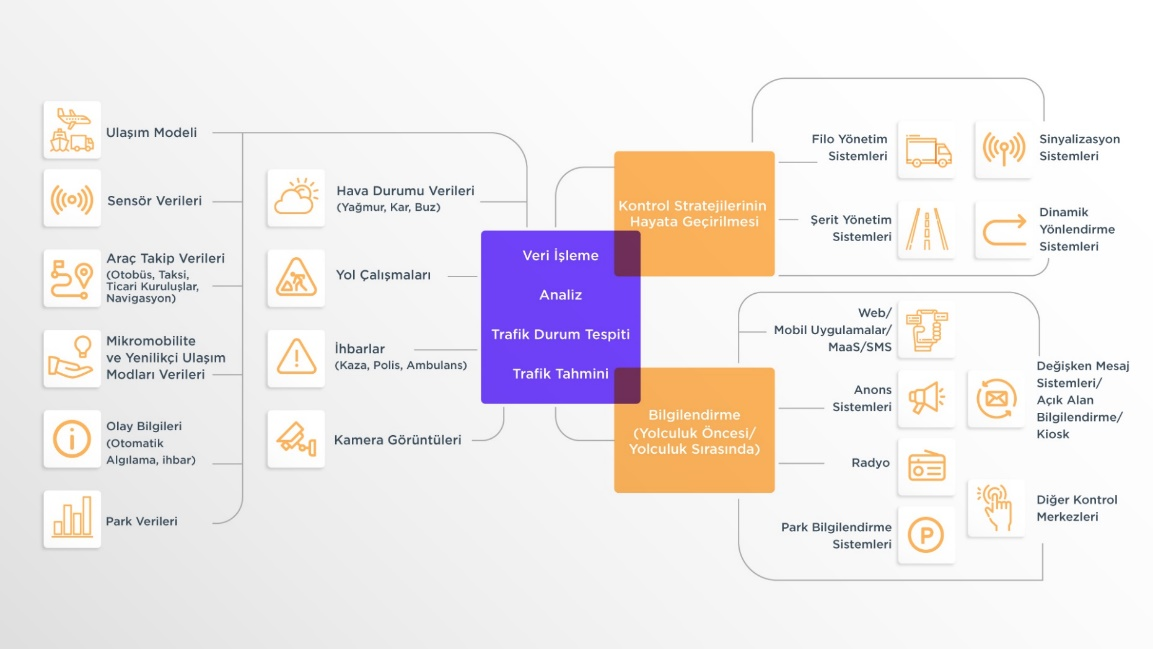 Ulaşım Modeli
Sensör Verileri
Araç Takip Verileri
(Otobüs, Taksi,
Ticari Kuruluşlar,
Navigasyon)
Mikromobilite
ve Yenilikçi Ulaşım
Modları Verileri
Olay Bilgileri
(Otomatik
Algılama, ihbar)
Park Verileri
Hava Durumu Verileri
(Yağmur, Kar, Buz)
Yol Çalışmaları
İhbarlar
(Kaza, Polis, Ambulans)
Kamera Görüntüleri
Veri İşleme
Analiz
Trafik Durum Tespiti
Trafik Tahmini
Kontrol Stratejilerinin
Hayata Geçirilmesi
Bilgilendirme
(Yolculuk Öncesi/
Yolculuk Sırasında)
Filo Yönetim
Sistemleri
Sinyalizasyon
Sistemleri
Şerit Yönetim
Sistemleri
Dinamik
Yönlendirme
Sistemleri
Web/
Mobil Uygulamalar/
MaaS/SMS
Anons
Sistemleri
Radyo
Park Bilgilendirme
Sistemleri
P
Değişken Mesaj
Sistemleri/
Açık Alan
Bilgilendirme/
Kiosk
Diğer Kontrol
Merkezleri